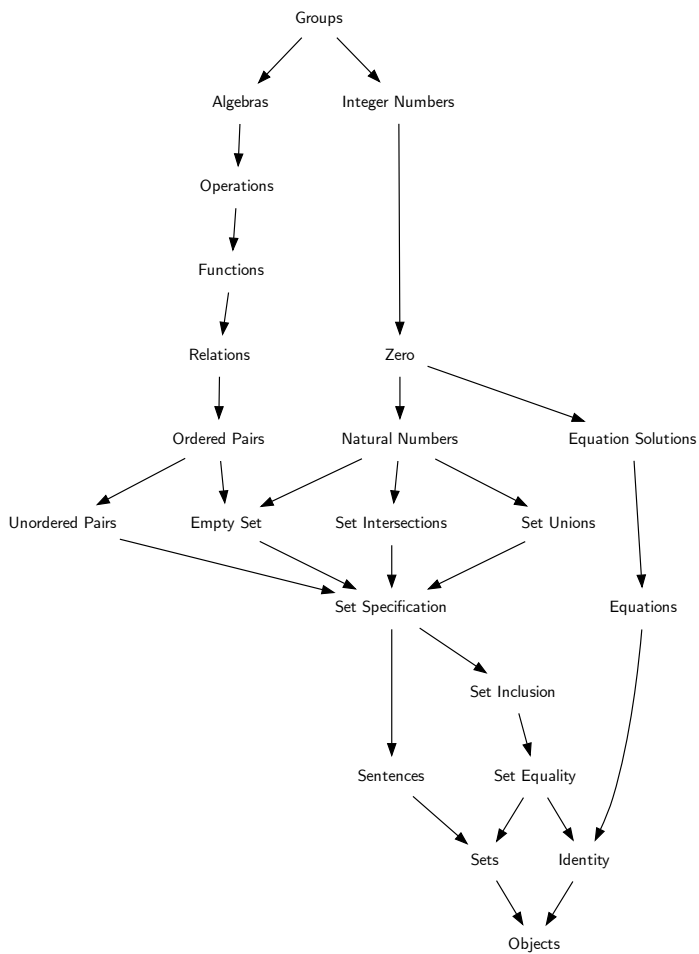 Groups
Algebras
Integer Numbers
Operations
Functions
Relations
Zero
Ordered Pairs
Natural Numbers
Equation Solutions
Unordered Pairs
Empty Set
Set Intersections
Set Unions
Set Specification
Equations
Set Inclusion
Sentences
Set Equality
Sets
Identity
Objects